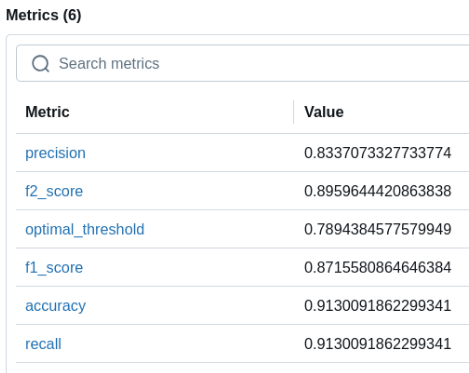 Metrics (6)
Search metrics
Metric Value
precision 0.8337073327733774
f2_score 0.8959644420863838
optimal_threshold 0.7894384577579949
f1_score 0.8715580864646384
accuracy 0.9130091862299341
recall 0.9130091862299341